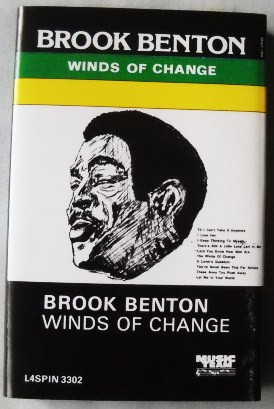 BROOK BENTON
WINDS OF CHANGE
Till I Can't Take It Anymore
I Love Her
I Keep Thinking To Myself
There's Still A Little Love Left In Me
Lord You Know How Men Are
The Winds Of Change
A Lover's Question
You've Never Been This Far Before
These Arms You Push Away
Let Me In Your World
BROOK BENTON
WINDS OF CHANGE
L4SPIN 3302
MUSIC
TEAM